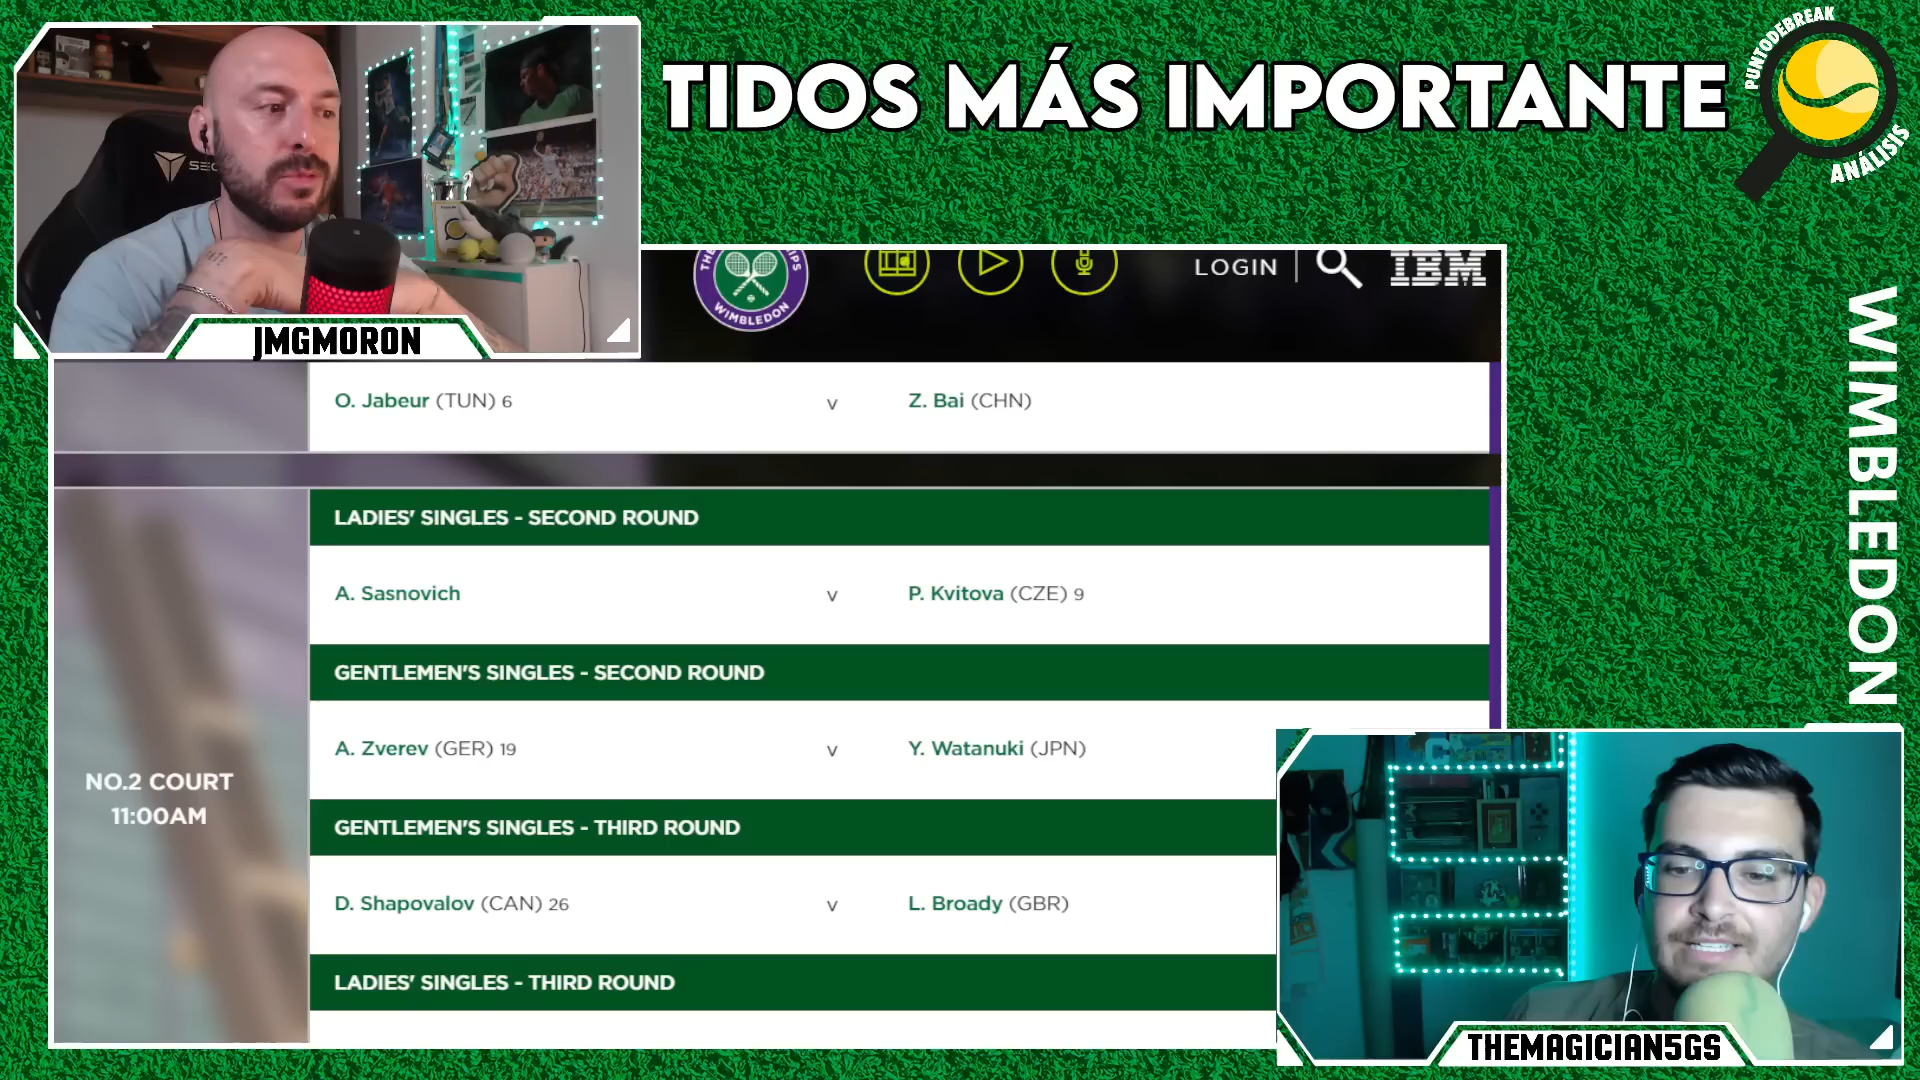 TIDOS MÁS IMPORTANTE
PUNTODEBREAK
ANÁLISIS
WIMBLEDON
JMGMORON
WIMBLEDON
LOGIN
IBM
O. Jabeur (TUN) 6 v Z. Bai (CHN)
LADIES' SINGLES - SECOND ROUND
A. Sasnovich v P. Kvitova (CZE) 9
GENTLEMEN'S SINGLES - SECOND ROUND
A. Zverev (GER) 19 v Y. Watanuki (JPN)
NO.2 COURT
11:00AM
GENTLEMEN'S SINGLES - THIRD ROUND
D. Shapovalov (CAN) 26 v L. Broady (GBR)
LADIES' SINGLES - THIRD ROUND
THEMAGICIAN5GS